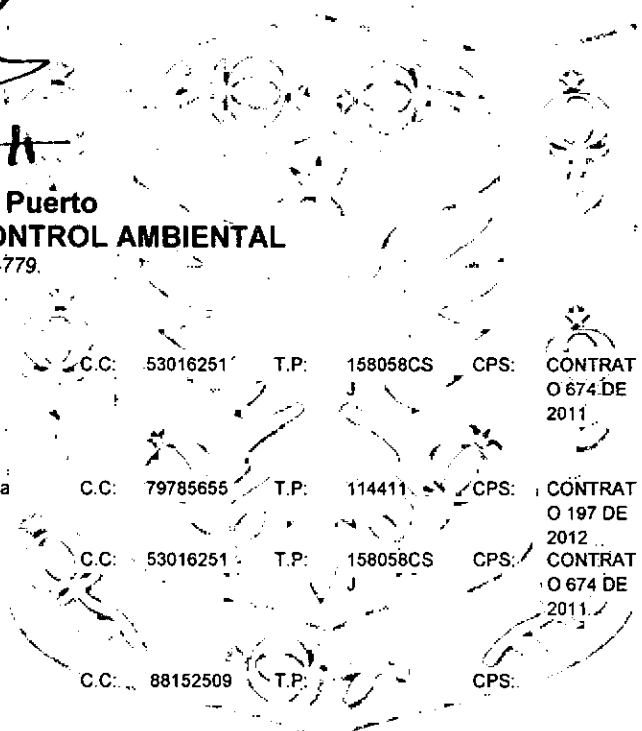 Puerto
ONTROL AMBIENTAL
779.
C.C: 53016251 T.P: 158058CS CPS: CONTRAT
J O 674 DE
2011
a C.C: 79785655 T.P: 114411 CPS: CONTRAT
O 197 DE
2012
C.C: 53016251 T.P: 158058CS CPS: CONTRAT
J O 674 DE
2011
C.C: 88152509 T.P: CPS: